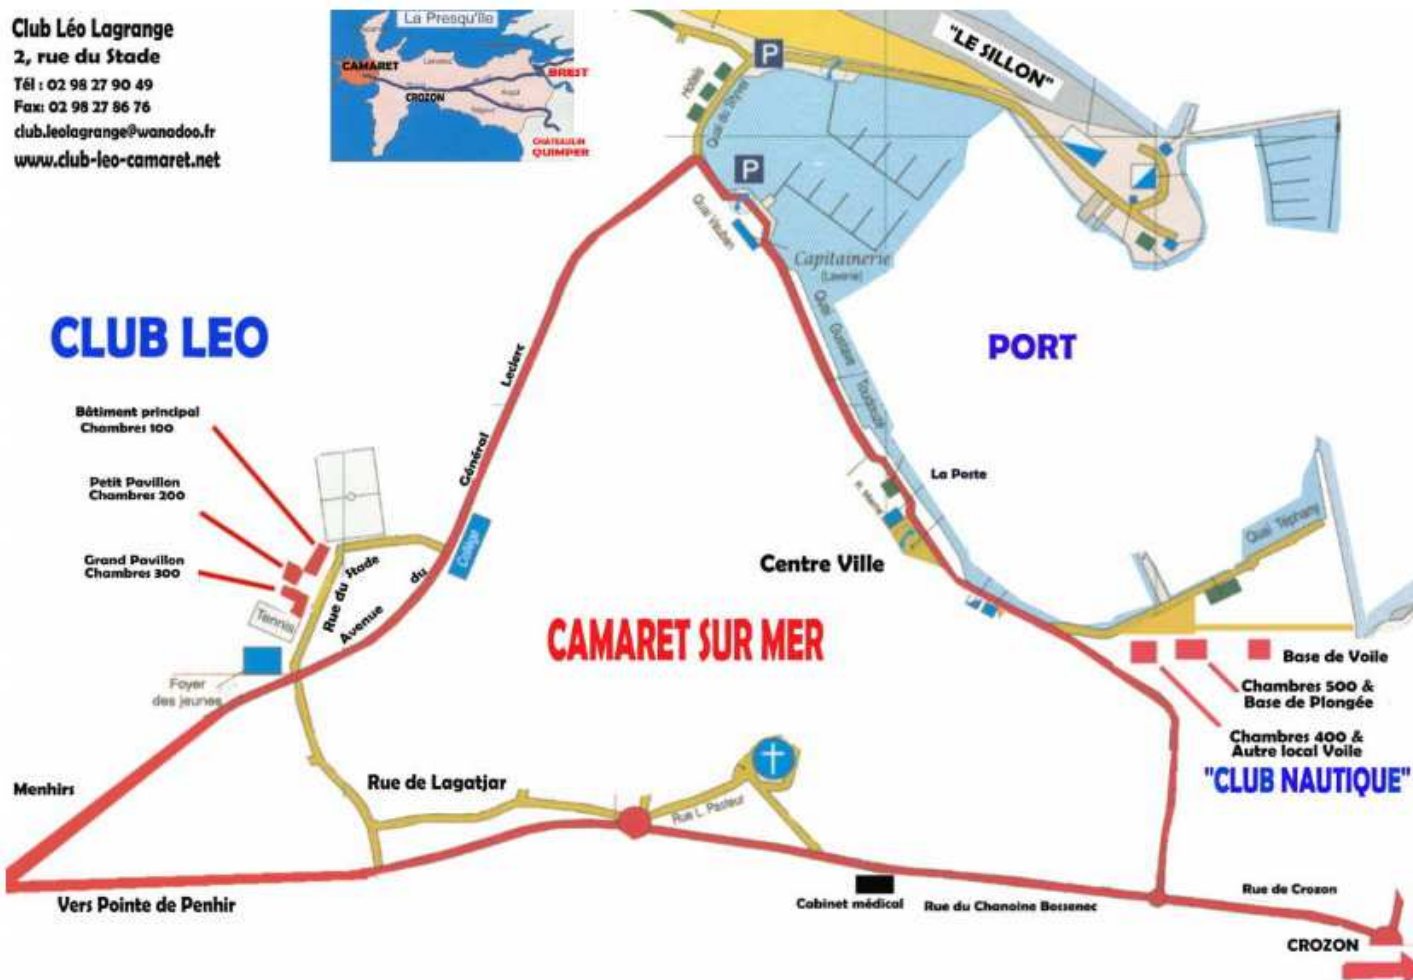 Club Léo Lagrange
2, rue du Stade
Tél : 02 98 27 90 49
Fax: 02 98 27 86 76
club.leolagrange@wanadoo.fr
www.club-leo-camaret.net
La Presqu'île
CAMARET
CROZON
BREST
CHATEAULIN
QUIMPER
"LE SILLON"
P
Hotels
Quai du Styvel
P
Quai Vauban
Capitainerie
(Laverie)
Quai Gustave Toudouze
CLUB LEO
PORT
Bâtiment principal
Chambres 100
Petit Pavillon
Chambres 200
Grand Pavillon
Chambres 300
Tennis
Rue du Stade
Avenue du Général Leclerc
Collège
Foyer
des jeunes
La Poste
Centre Ville
Quai Téphany
CAMARET SUR MER
Base de Voile
Chambres 500 &
Base de Plongée
Chambres 400 &
Autre local Voile
"CLUB NAUTIQUE"
Menhirs
Rue de Lagatjar
Rue L. Pasteur
Vers Pointe de Penhir
Cabinet médical
Rue du Chanoine Bossenec
Rue de Crozon
CROZON